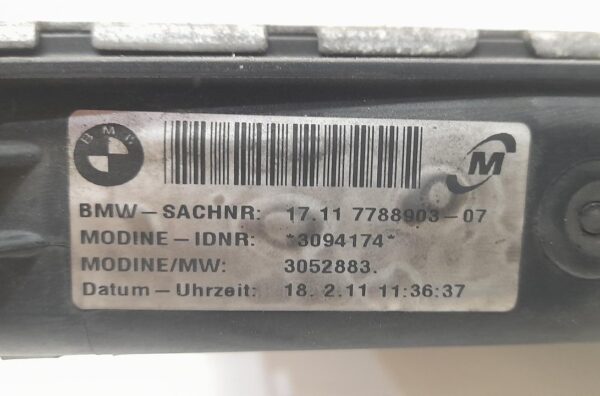 BMW
M
BMW – SACHNR: 17.11 7788903-07
MODINE – IDNR: *3094174*
MODINE/MW: 3052883.
Datum – Uhrzeit: 18. 2.11 11:36:37